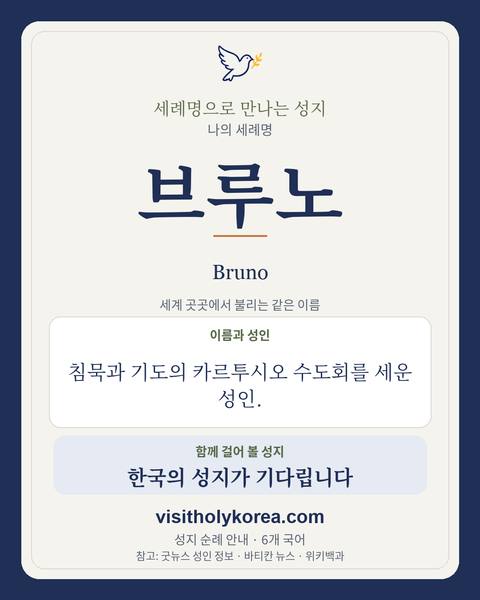 세례명으로 만나는 성지
나의 세례명
브루노
Bruno
세계 곳곳에서 불리는 같은 이름
이름과 성인
침묵과 기도의 카르투시오 수도회를 세운
성인.
함께 걸어 볼 성지
한국의 성지가 기다립니다
visitholykorea.com
성지 순례 안내 · 6개 국어
참고: 굿뉴스 성인 정보 · 바티칸 뉴스 · 위키백과